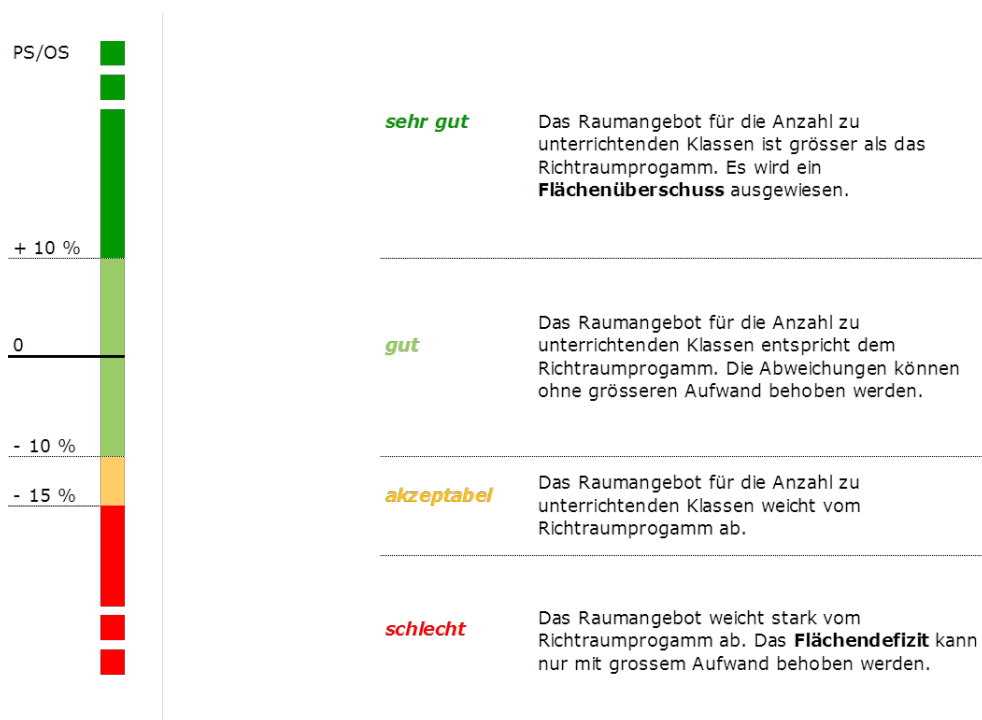 PS/OS
sehr gut
Das Raumangebot für die Anzahl zu
unterrichtenden Klassen ist grösser als das
Richtraumprogamm. Es wird ein
Flächenüberschuss ausgewiesen.
+ 10 %
0
gut
Das Raumangebot für die Anzahl zu
unterrichtenden Klassen entspricht dem
Richtraumprogamm. Die Abweichungen können
ohne grösseren Aufwand behoben werden.
- 10 %
- 15 %
akzeptabel
Das Raumangebot für die Anzahl zu
unterrichtenden Klassen weicht vom
Richtraumprogamm ab.
schlecht
Das Raumangebot weicht stark vom
Richtraumprogamm ab. Das Flächendefizit kann
nur mit grossem Aufwand behoben werden.